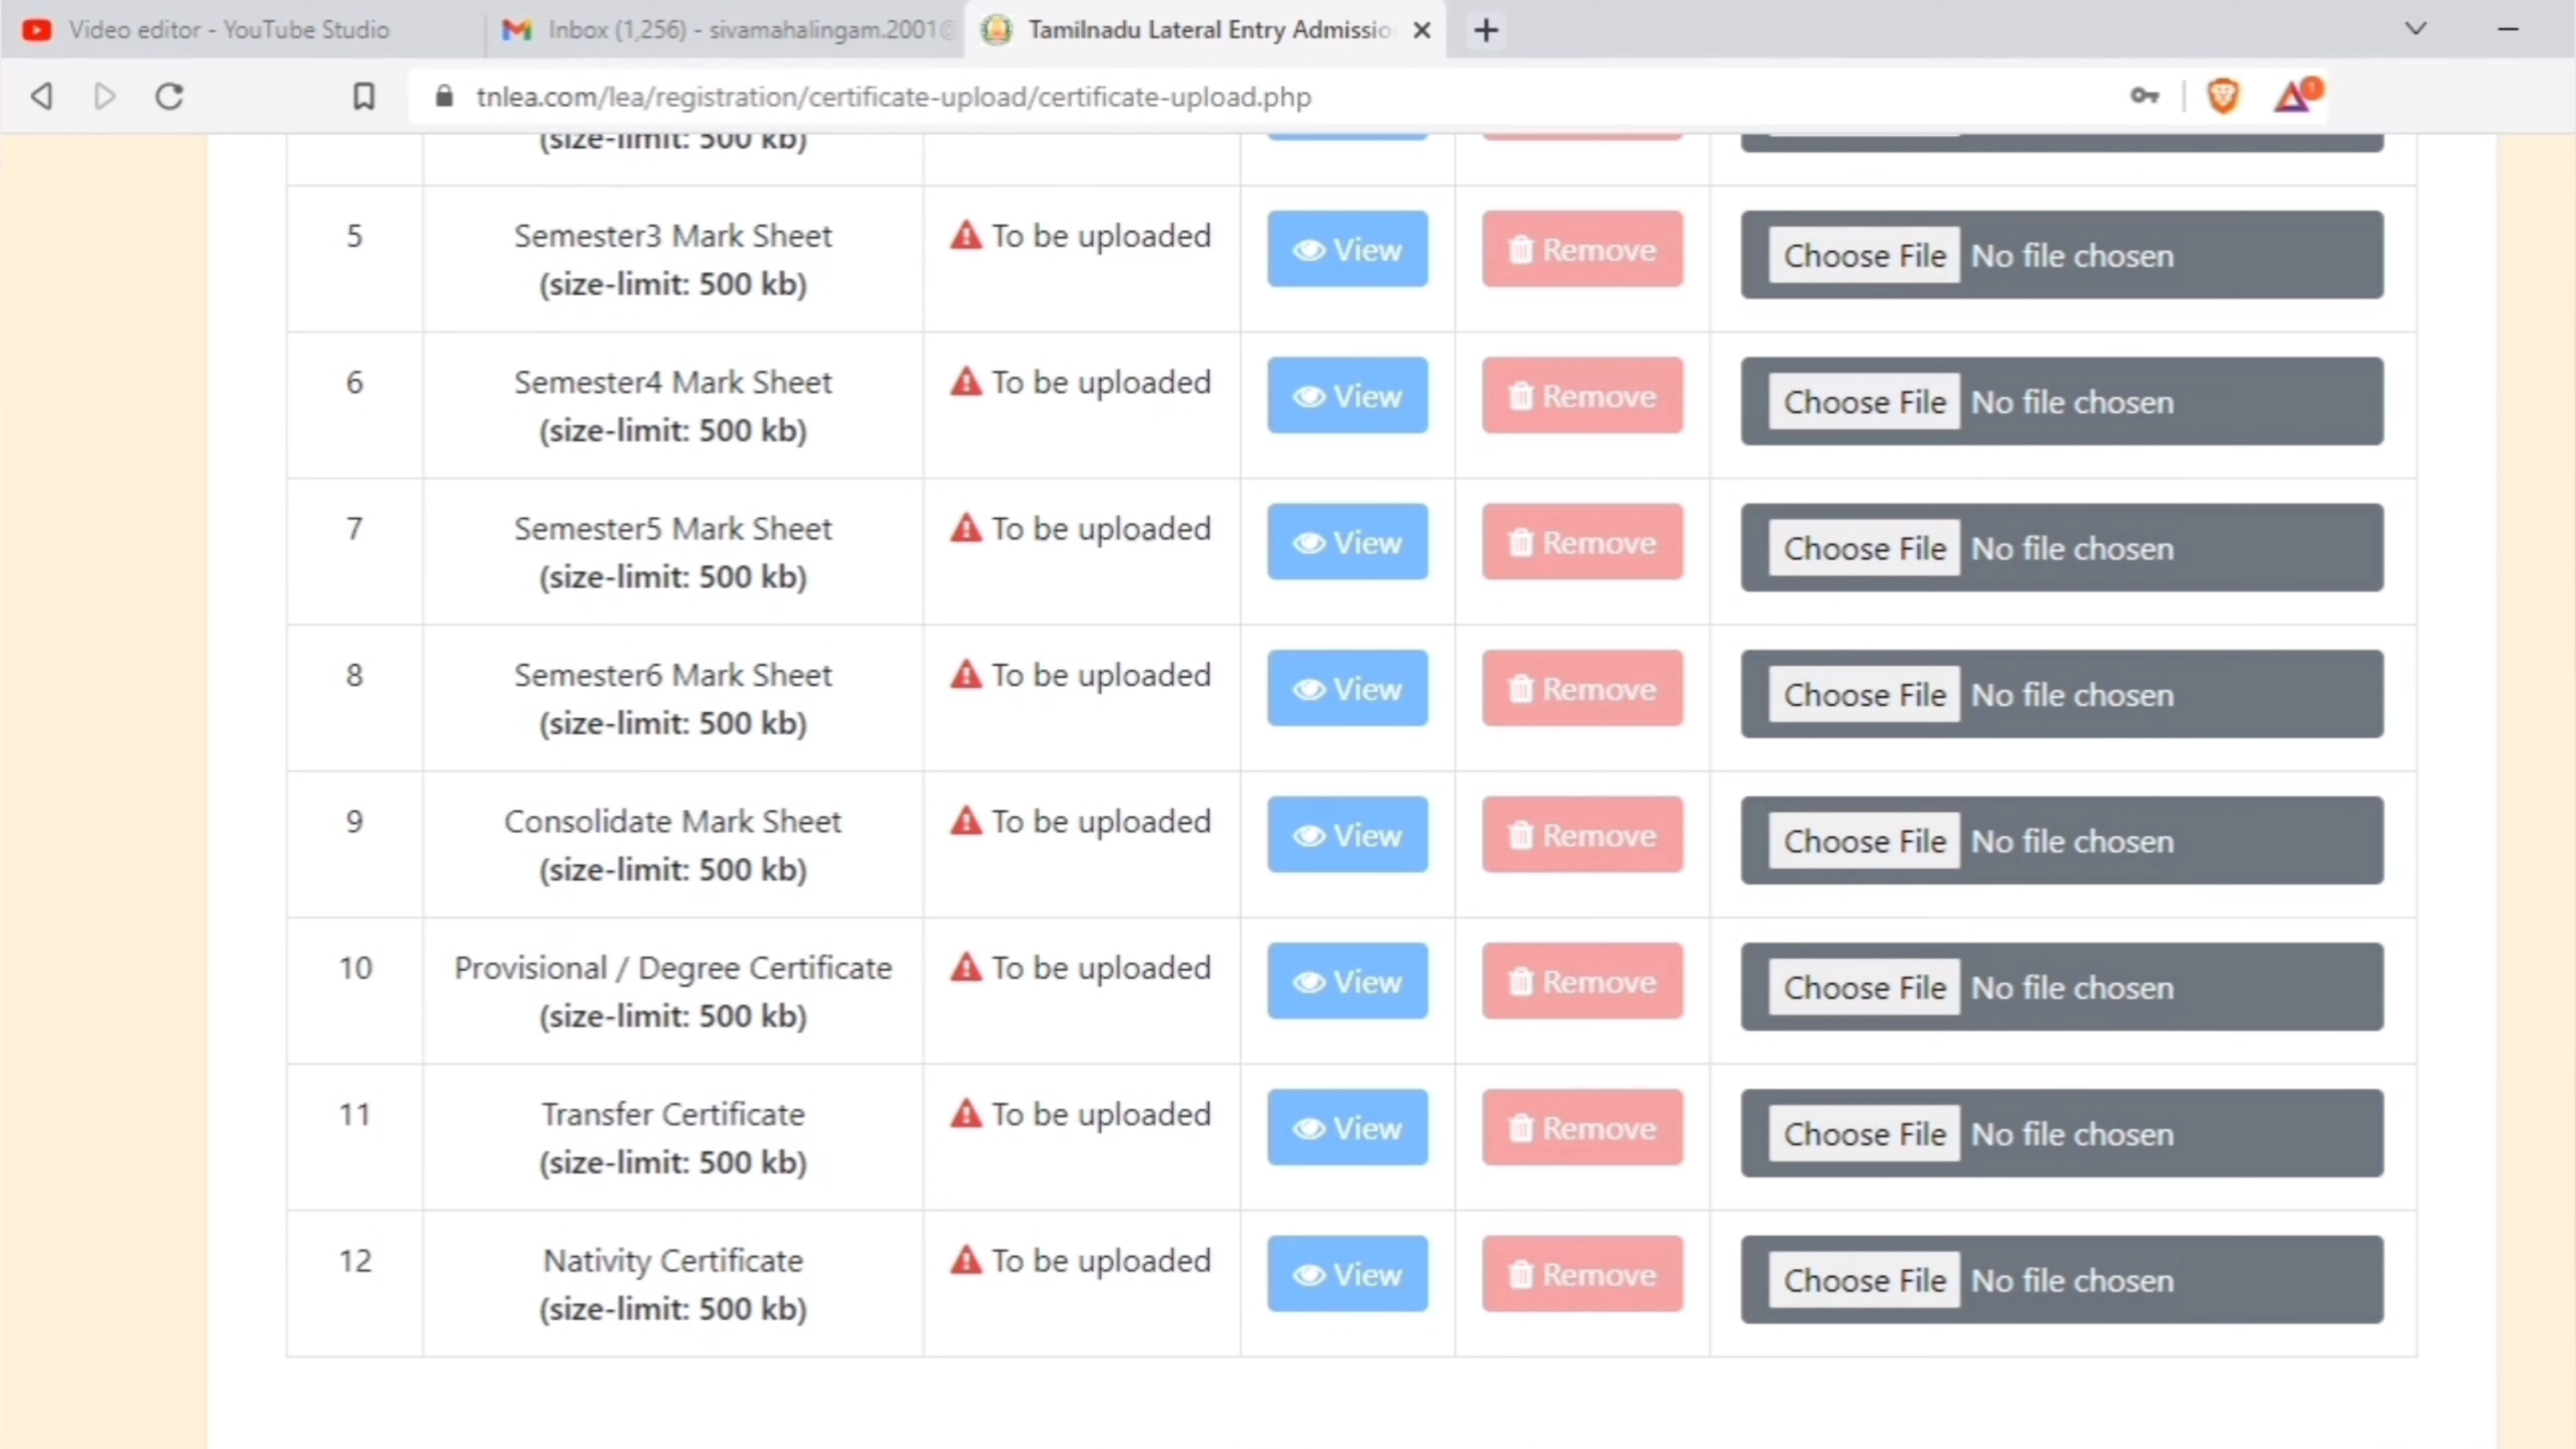 Video editor - YouTube Studio
Inbox (1,256) - sivamahalingam.2001@
Tamilnadu Lateral Entry Admissio
tnlea.com/lea/registration/certificate-upload/certificate-upload.php
(size-limit: 500 kb)
5 Semester3 Mark Sheet To be uploaded View Remove Choose File No file chosen
(size-limit: 500 kb)
6 Semester4 Mark Sheet To be uploaded View Remove Choose File No file chosen
(size-limit: 500 kb)
7 Semester5 Mark Sheet To be uploaded View Remove Choose File No file chosen
(size-limit: 500 kb)
8 Semester6 Mark Sheet To be uploaded View Remove Choose File No file chosen
(size-limit: 500 kb)
9 Consolidate Mark Sheet To be uploaded View Remove Choose File No file chosen
(size-limit: 500 kb)
10 Provisional / Degree Certificate To be uploaded View Remove Choose File No file chosen
(size-limit: 500 kb)
11 Transfer Certificate To be uploaded View Remove Choose File No file chosen
(size-limit: 500 kb)
12 Nativity Certificate To be uploaded View Remove Choose File No file chosen
(size-limit: 500 kb)